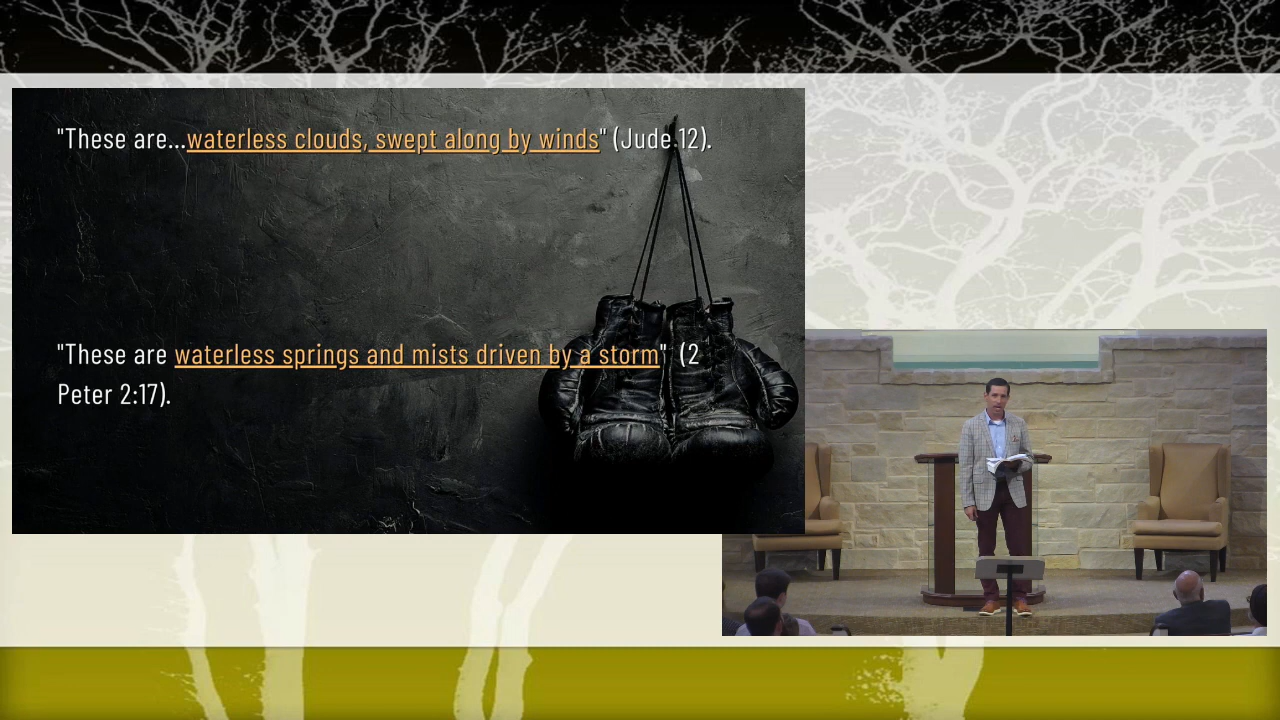 "These are...waterless clouds, swept along by winds" (Jude 12).
"These are waterless springs and mists driven by a storm"  (2
Peter 2:17).